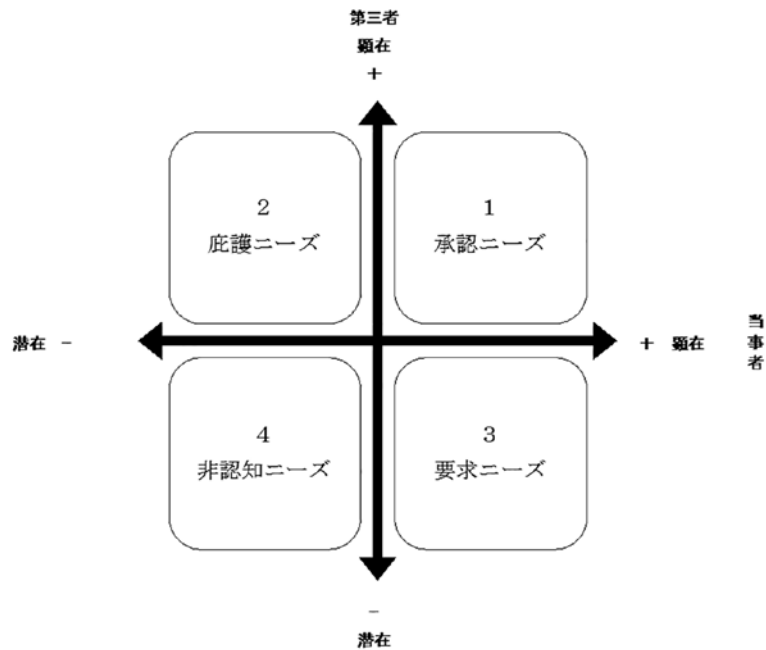 第三者
顕在
＋
2
庇護ニーズ
1
承認ニーズ
潜在 −
＋ 顕在
当事者
4
非認知ニーズ
3
要求ニーズ
−
潜在